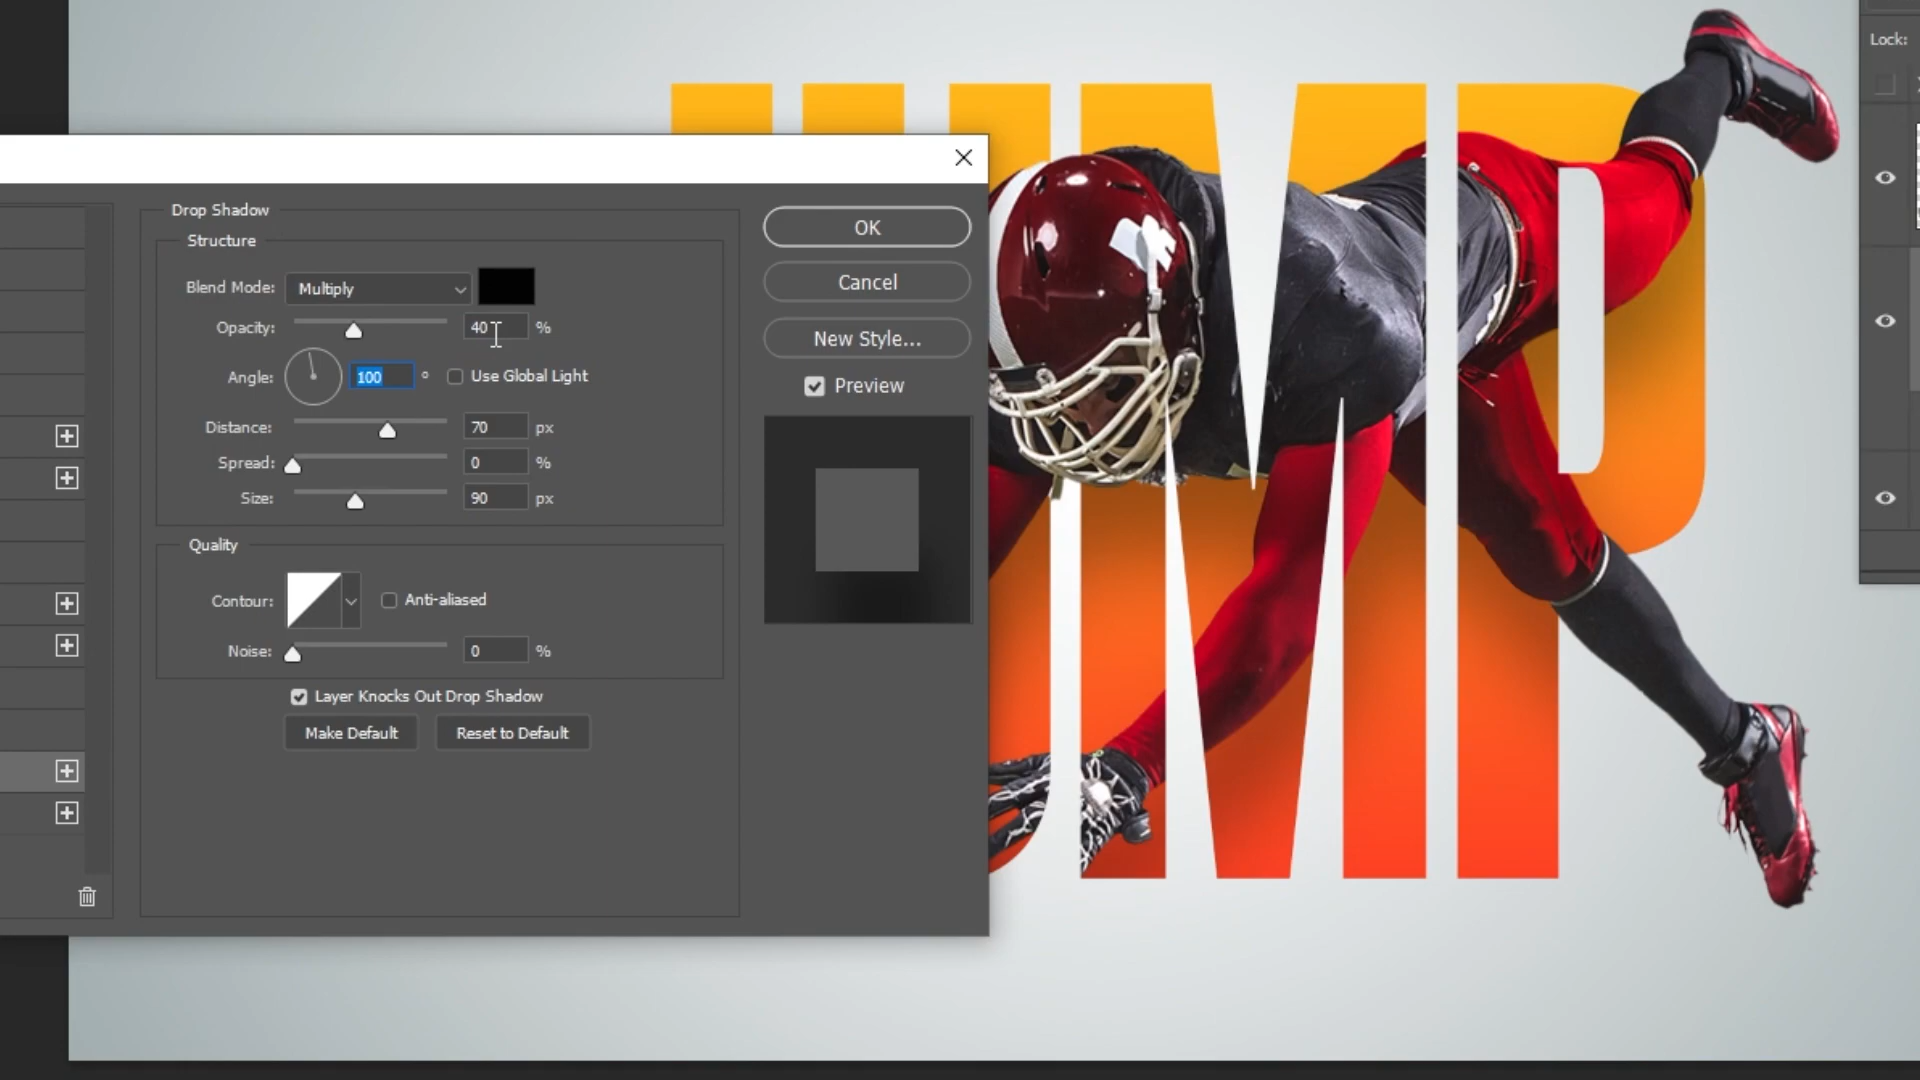 Lock:
JUMP
Drop Shadow
Structure
Blend Mode: Multiply
Opacity: 40 %
Angle: 100 ° Use Global Light
Distance: 70 px
Spread: 0 %
Size: 90 px
Quality
Contour: Anti-aliased
Noise: 0 %
Layer Knocks Out Drop Shadow
Make Default Reset to Default
OK
Cancel
New Style...
Preview